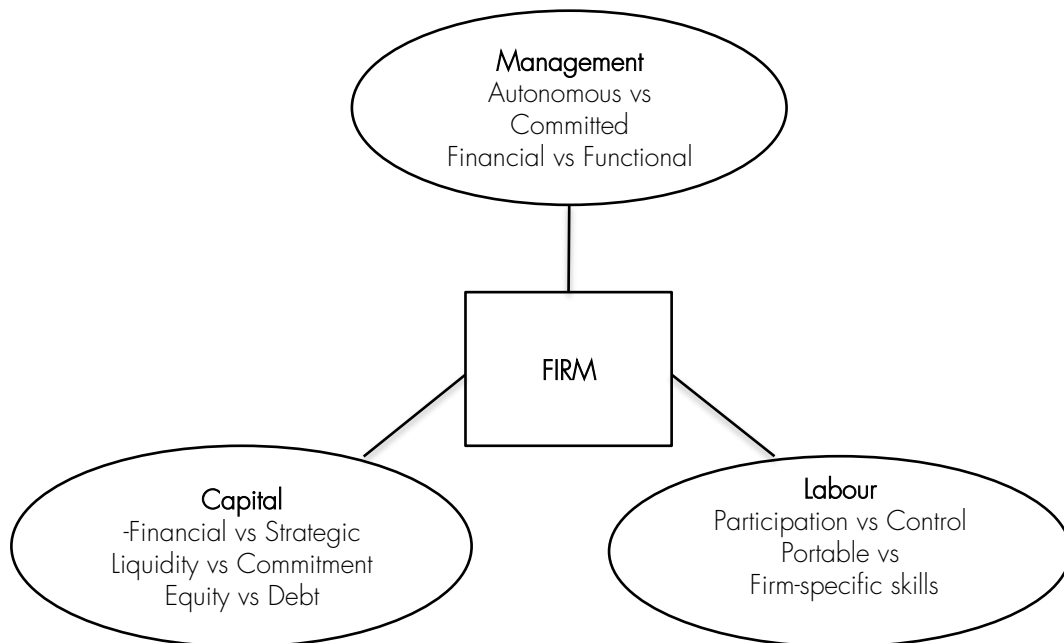 Management
Autonomous vs
Committed
Financial vs Functional
FIRM
Capital
-Financial vs Strategic
Liquidity vs Commitment
Equity vs Debt
Labour
Participation vs Control
Portable vs
Firm-specific skills